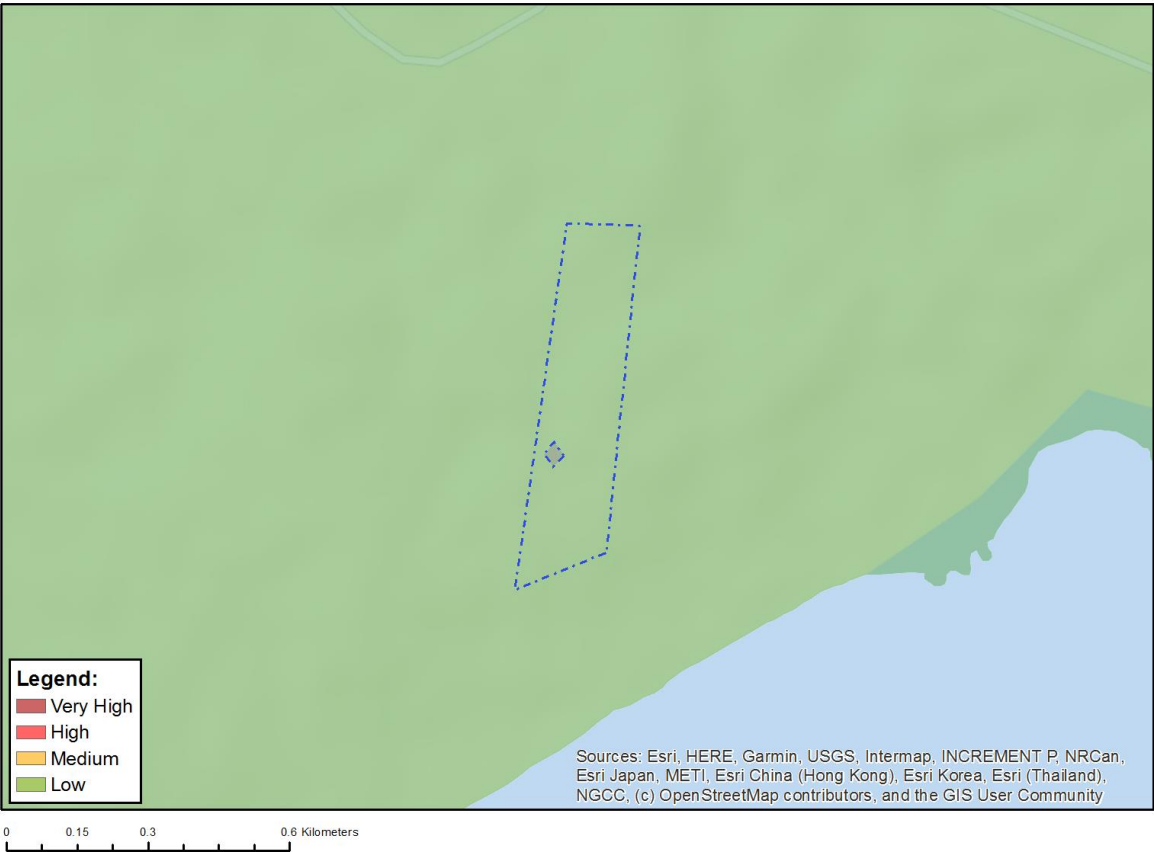 Legend:
Very High
High
Medium
Low
Sources: Esri, HERE, Garmin, USGS, Intermap, INCREMENT P, NRCan,
Esri Japan, METI, Esri China (Hong Kong), Esri Korea, Esri (Thailand),
NGCC, (c) OpenStreetMap contributors, and the GIS User Community
0 0.15 0.3 0.6 Kilometers